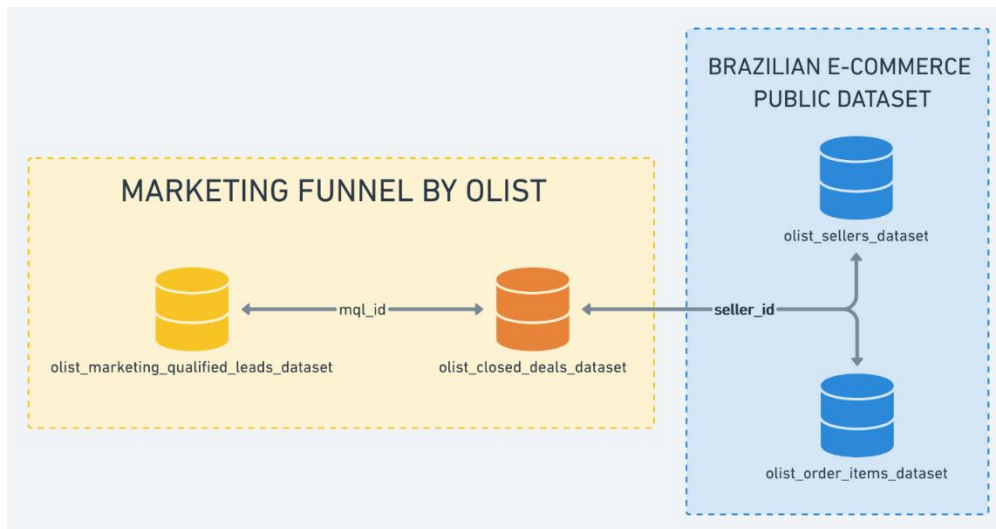 BRAZILIAN E-COMMERCE
PUBLIC DATASET
olist_sellers_dataset
MARKETING FUNNEL BY OLIST
mql_id
seller_id
olist_marketing_qualified_leads_dataset
olist_closed_deals_dataset
olist_order_items_dataset